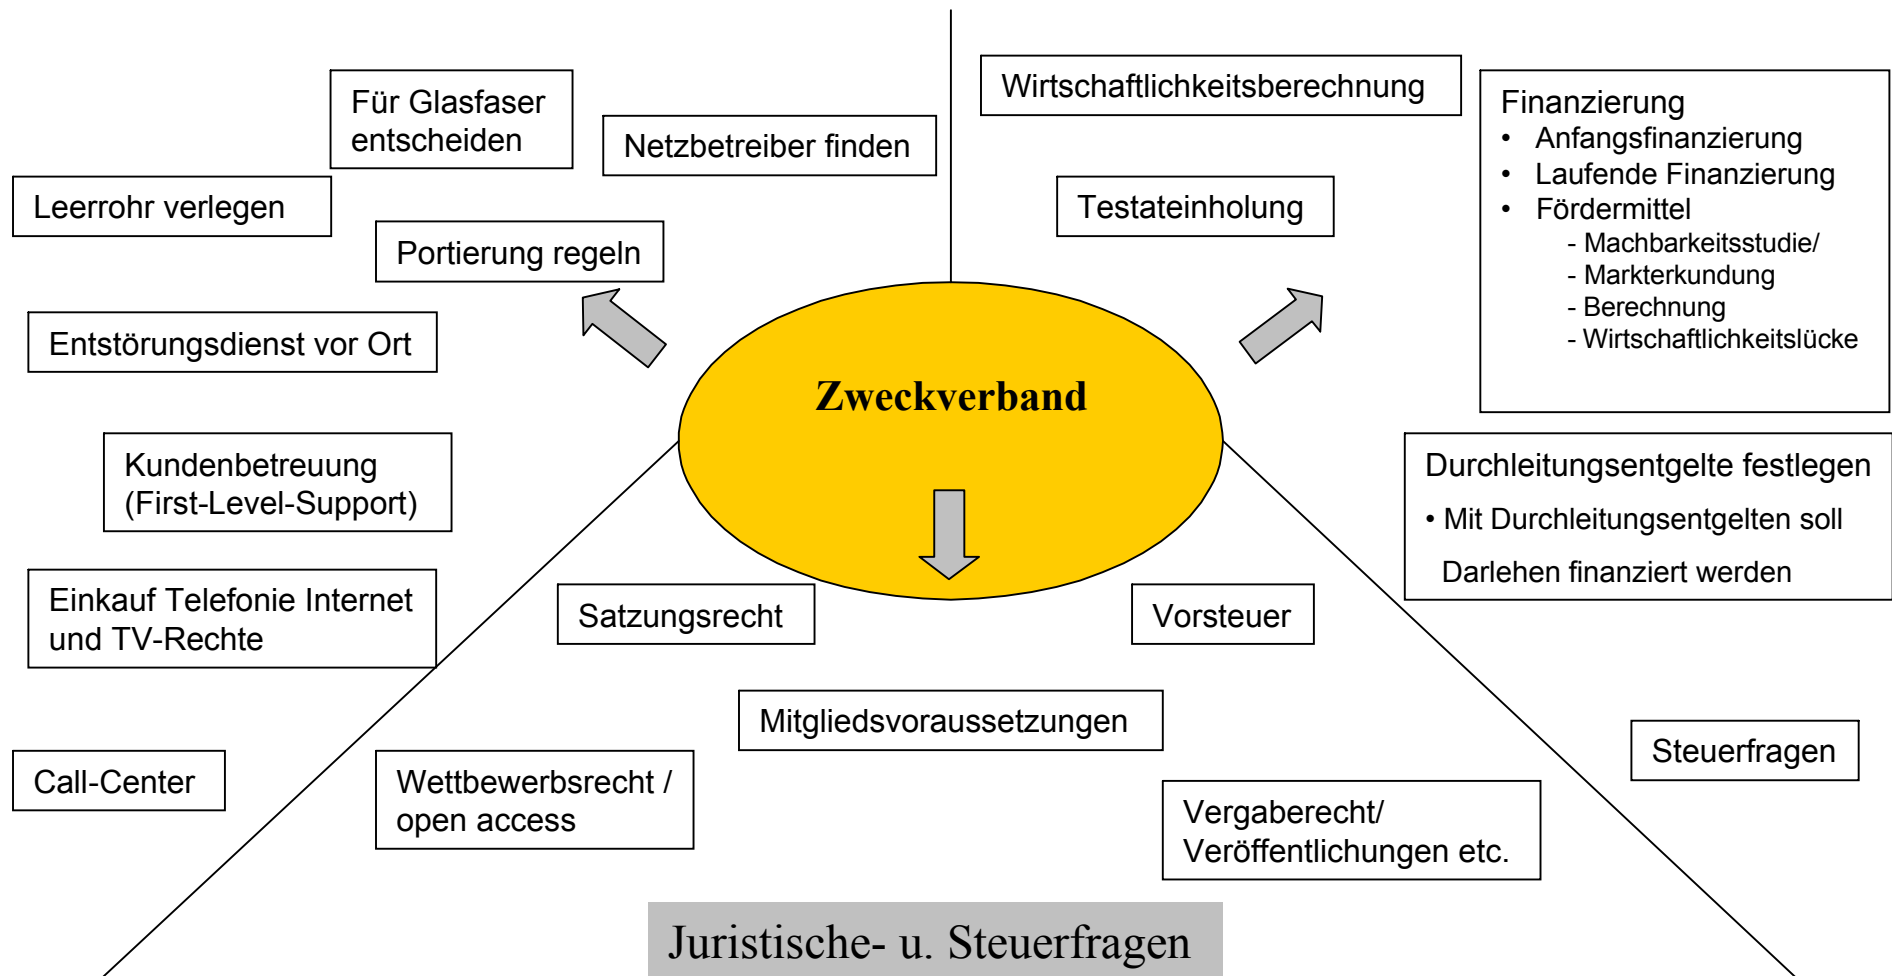 Für Glasfaser
entscheiden
Netzbetreiber finden
Leerrohr verlegen
Portierung regeln
Entstörungsdienst vor Ort
Kundenbetreuung
(First-Level-Support)
Einkauf Telefonie Internet
und TV-Rechte
Call-Center
Wirtschaftlichkeitsberechnung
Testateinholung
Finanzierung
• Anfangsfinanzierung
• Laufende Finanzierung
• Fördermittel
- Machbarkeitsstudie/
- Markterkundung
- Berechnung
- Wirtschaftlichkeitslücke
Durchleitungsentgelte festlegen
• Mit Durchleitungsentgelten soll
Darlehen finanziert werden
Steuerfragen
Zweckverband
Satzungsrecht
Vorsteuer
Mitgliedsvoraussetzungen
Wettbewerbsrecht /
open access
Vergaberecht/
Veröffentlichungen etc.
Juristische- u. Steuerfragen